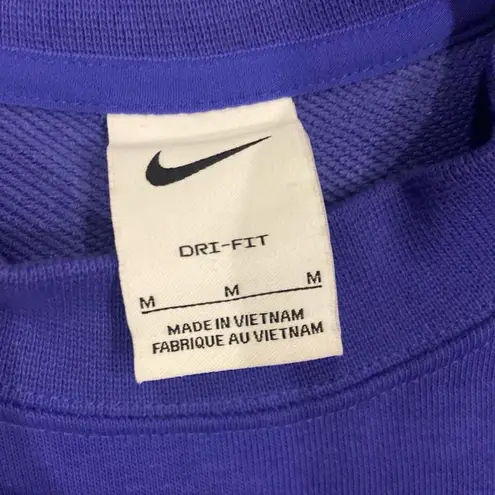 DRI-FIT
M M M
MADE IN VIETNAM
FABRIQUE AU VIETNAM